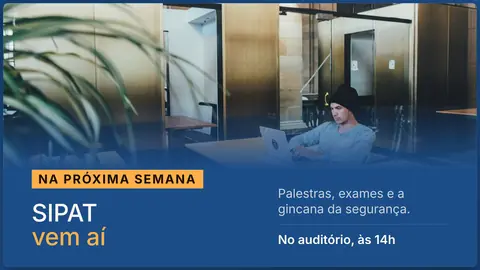 NA PRÓXIMA SEMANA
SIPAT
vem aí
Palestras, exames e a
gincana da segurança.
No auditório, às 14h